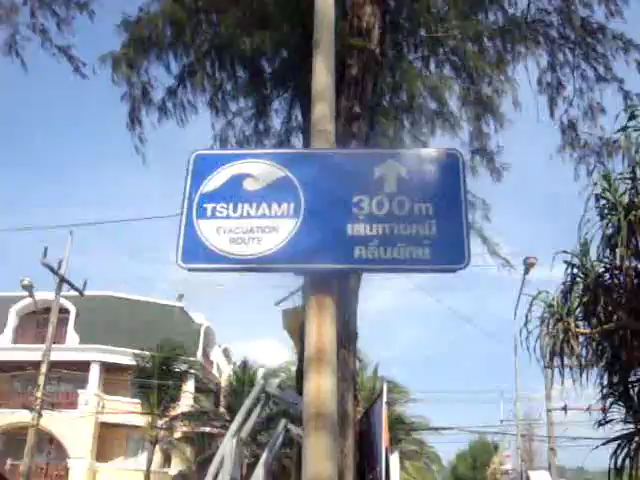 TSUNAMI
EVACUATION
ROUTE
300m
เส้นทางหนี
คลื่นยักษ์